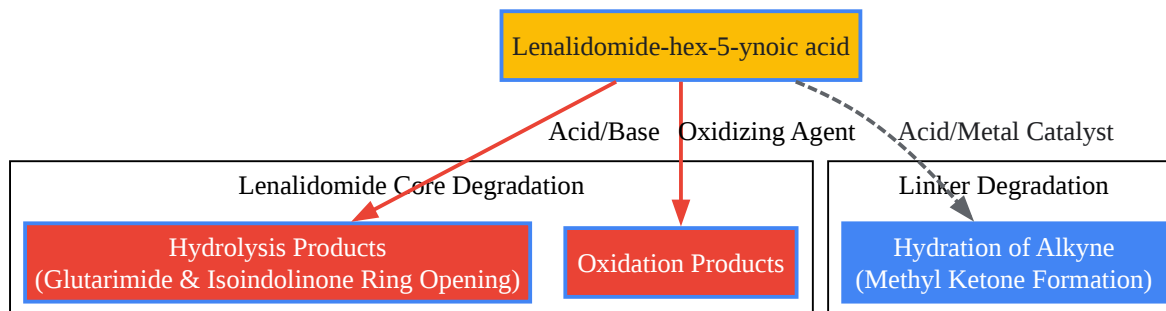 Lenalidomide-hex-5-ynoic acid
Acid/Base
Oxidizing Agent
Acid/Metal Catalyst
Lenalidomide Core Degradation
Linker Degradation
Hydrolysis Products
(Glutarimide & Isoindolinone Ring Opening)
Oxidation Products
Hydration of Alkyne
(Methyl Ketone Formation)